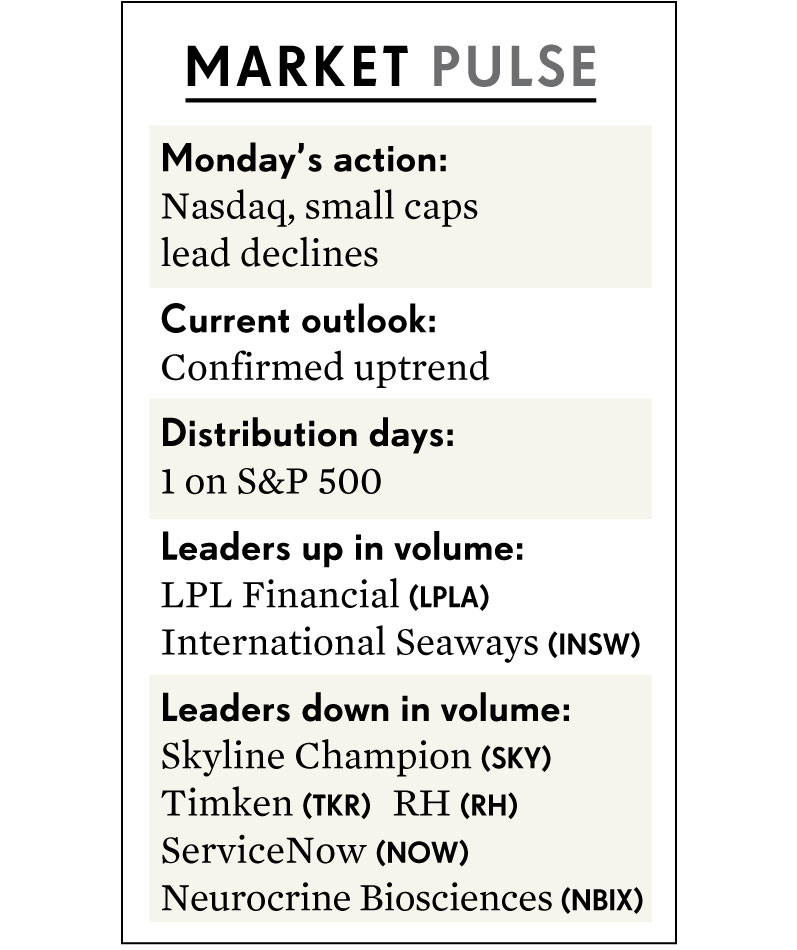 MARKET PULSE
Monday's action:
Nasdaq, small caps
lead declines
Current outlook:
Confirmed uptrend
Distribution days:
1 on S&P 500
Leaders up in volume:
LPL Financial (LPLA)
International Seaways (INSW)
Leaders down in volume:
Skyline Champion (SKY)
Timken (TKR) RH (RH)
ServiceNow (NOW)
Neurocrine Biosciences (NBIX)